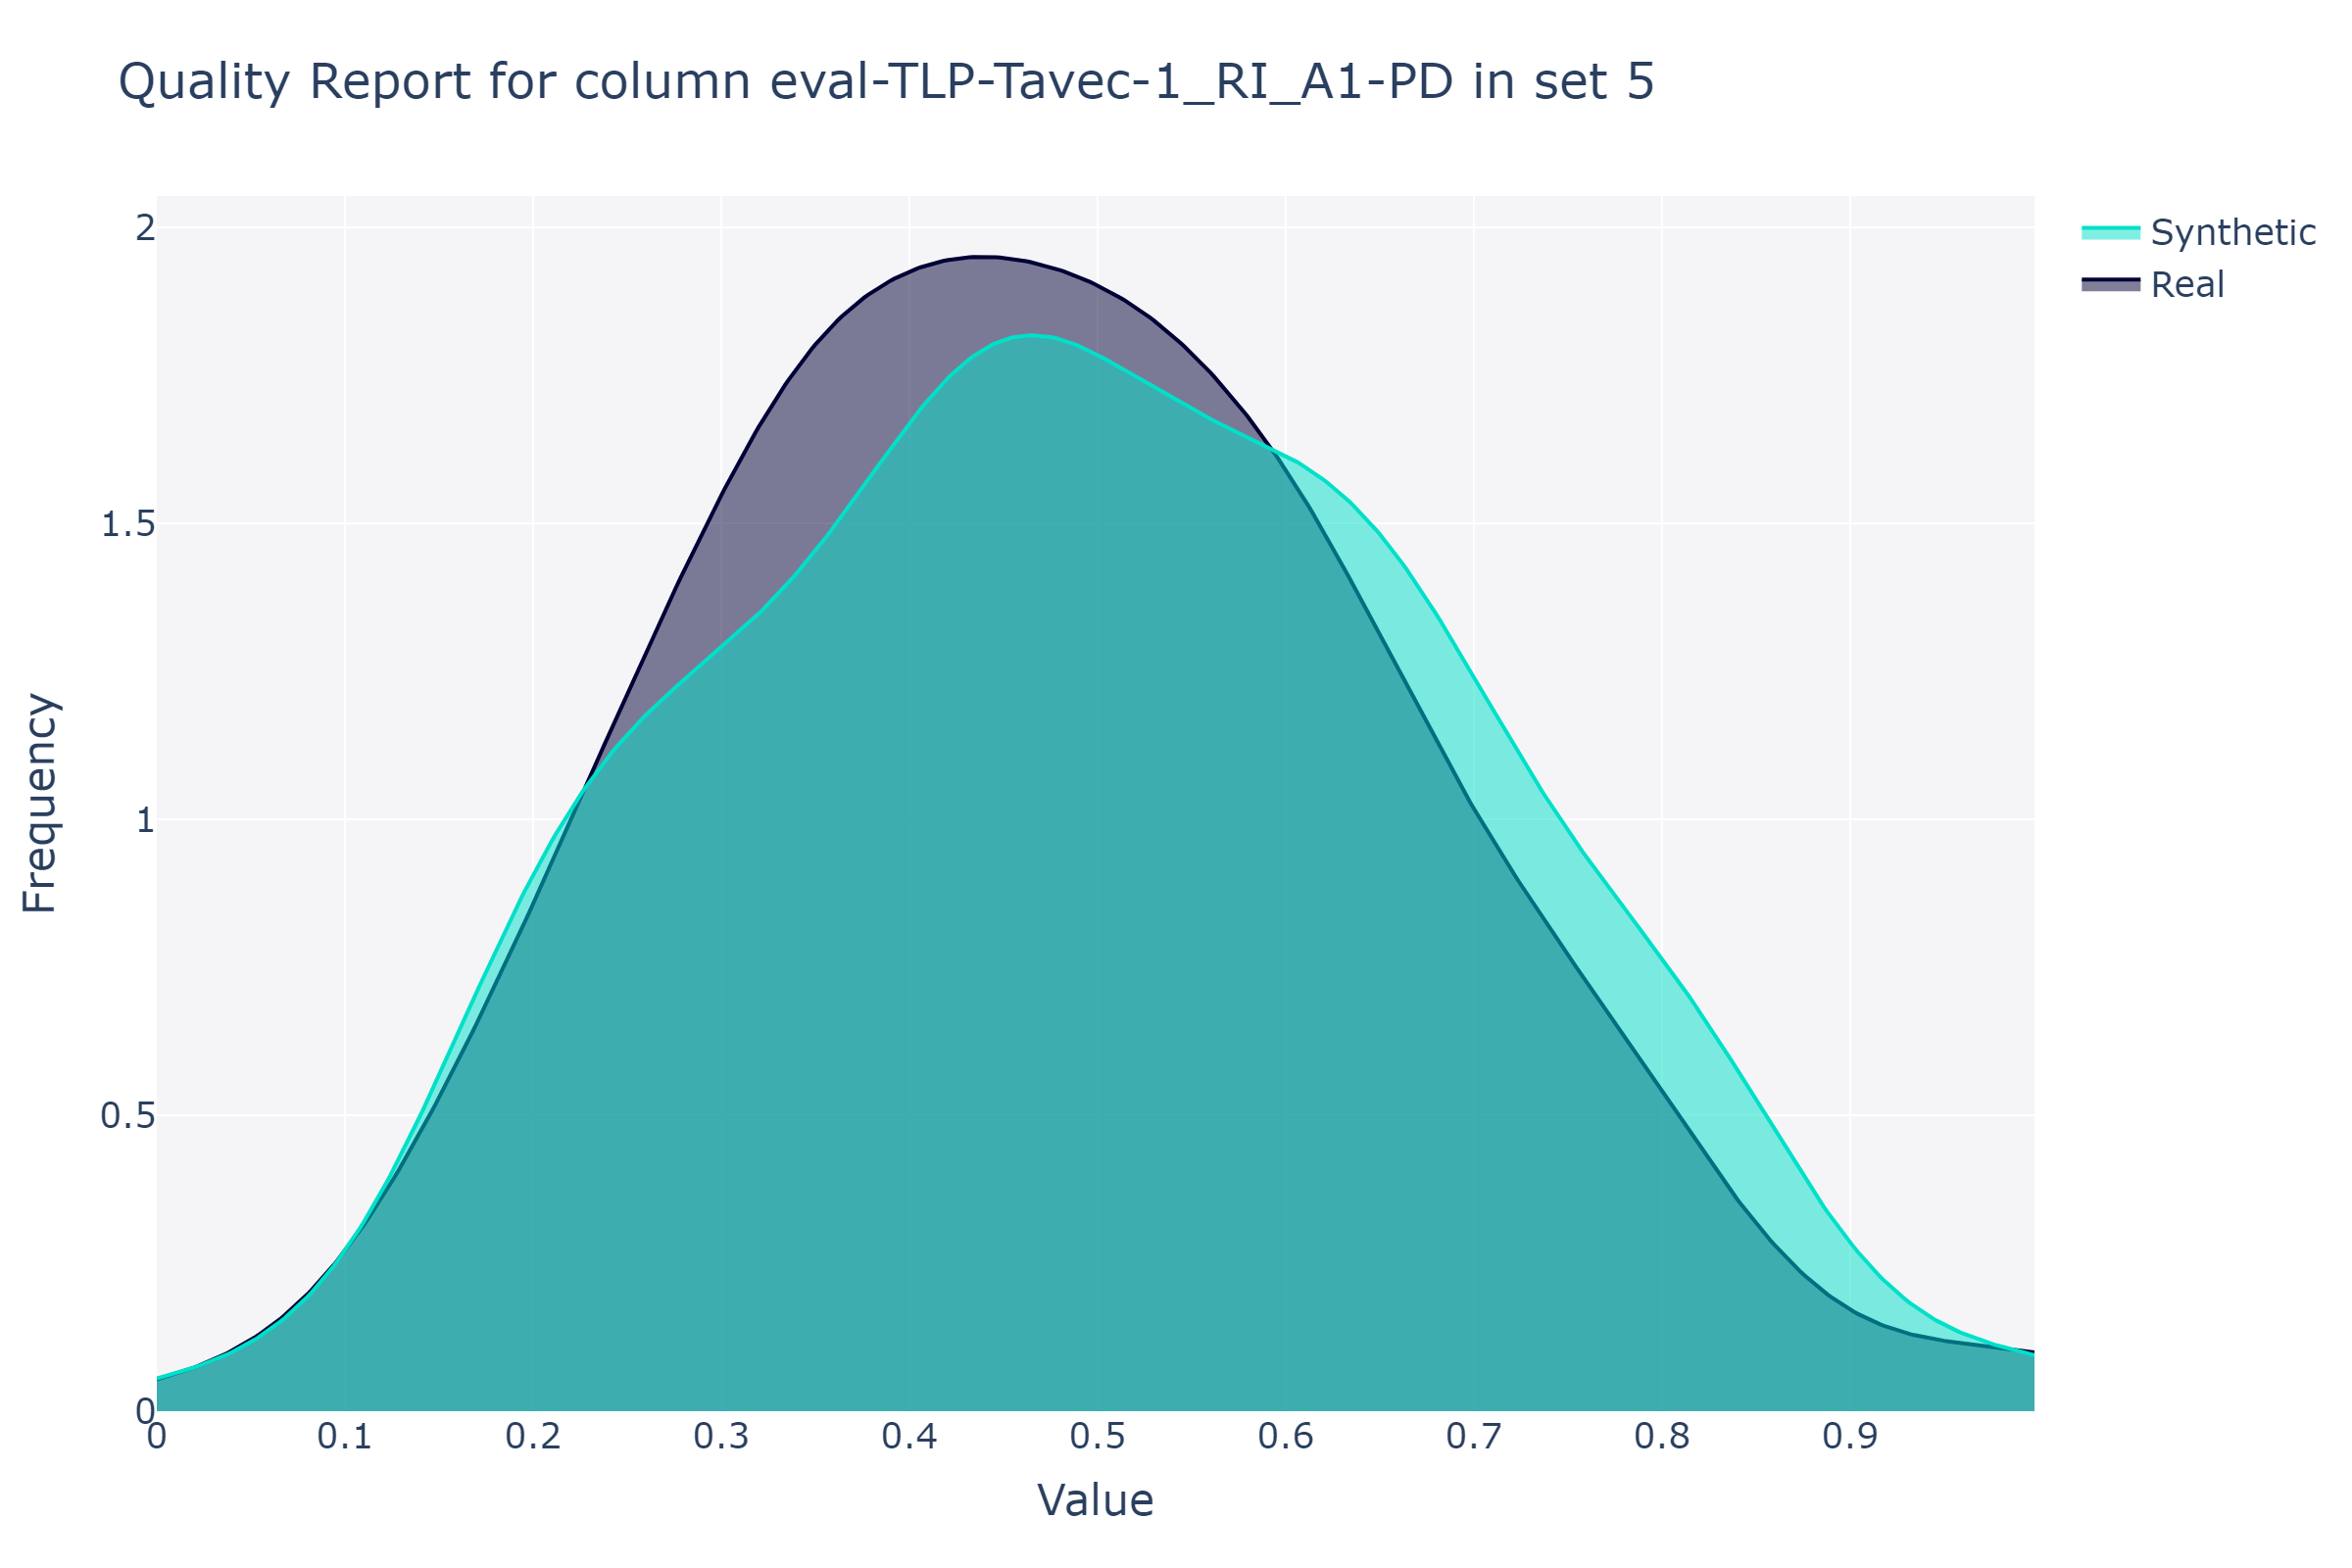 Quality Report for column eval-TLP-Tavec-1_RI_A1-PD in set 5
Synthetic
Real
2
1.5
1
0.5
0
Frequency
0 0.1 0.2 0.3 0.4 0.5 0.6 0.7 0.8 0.9
Value